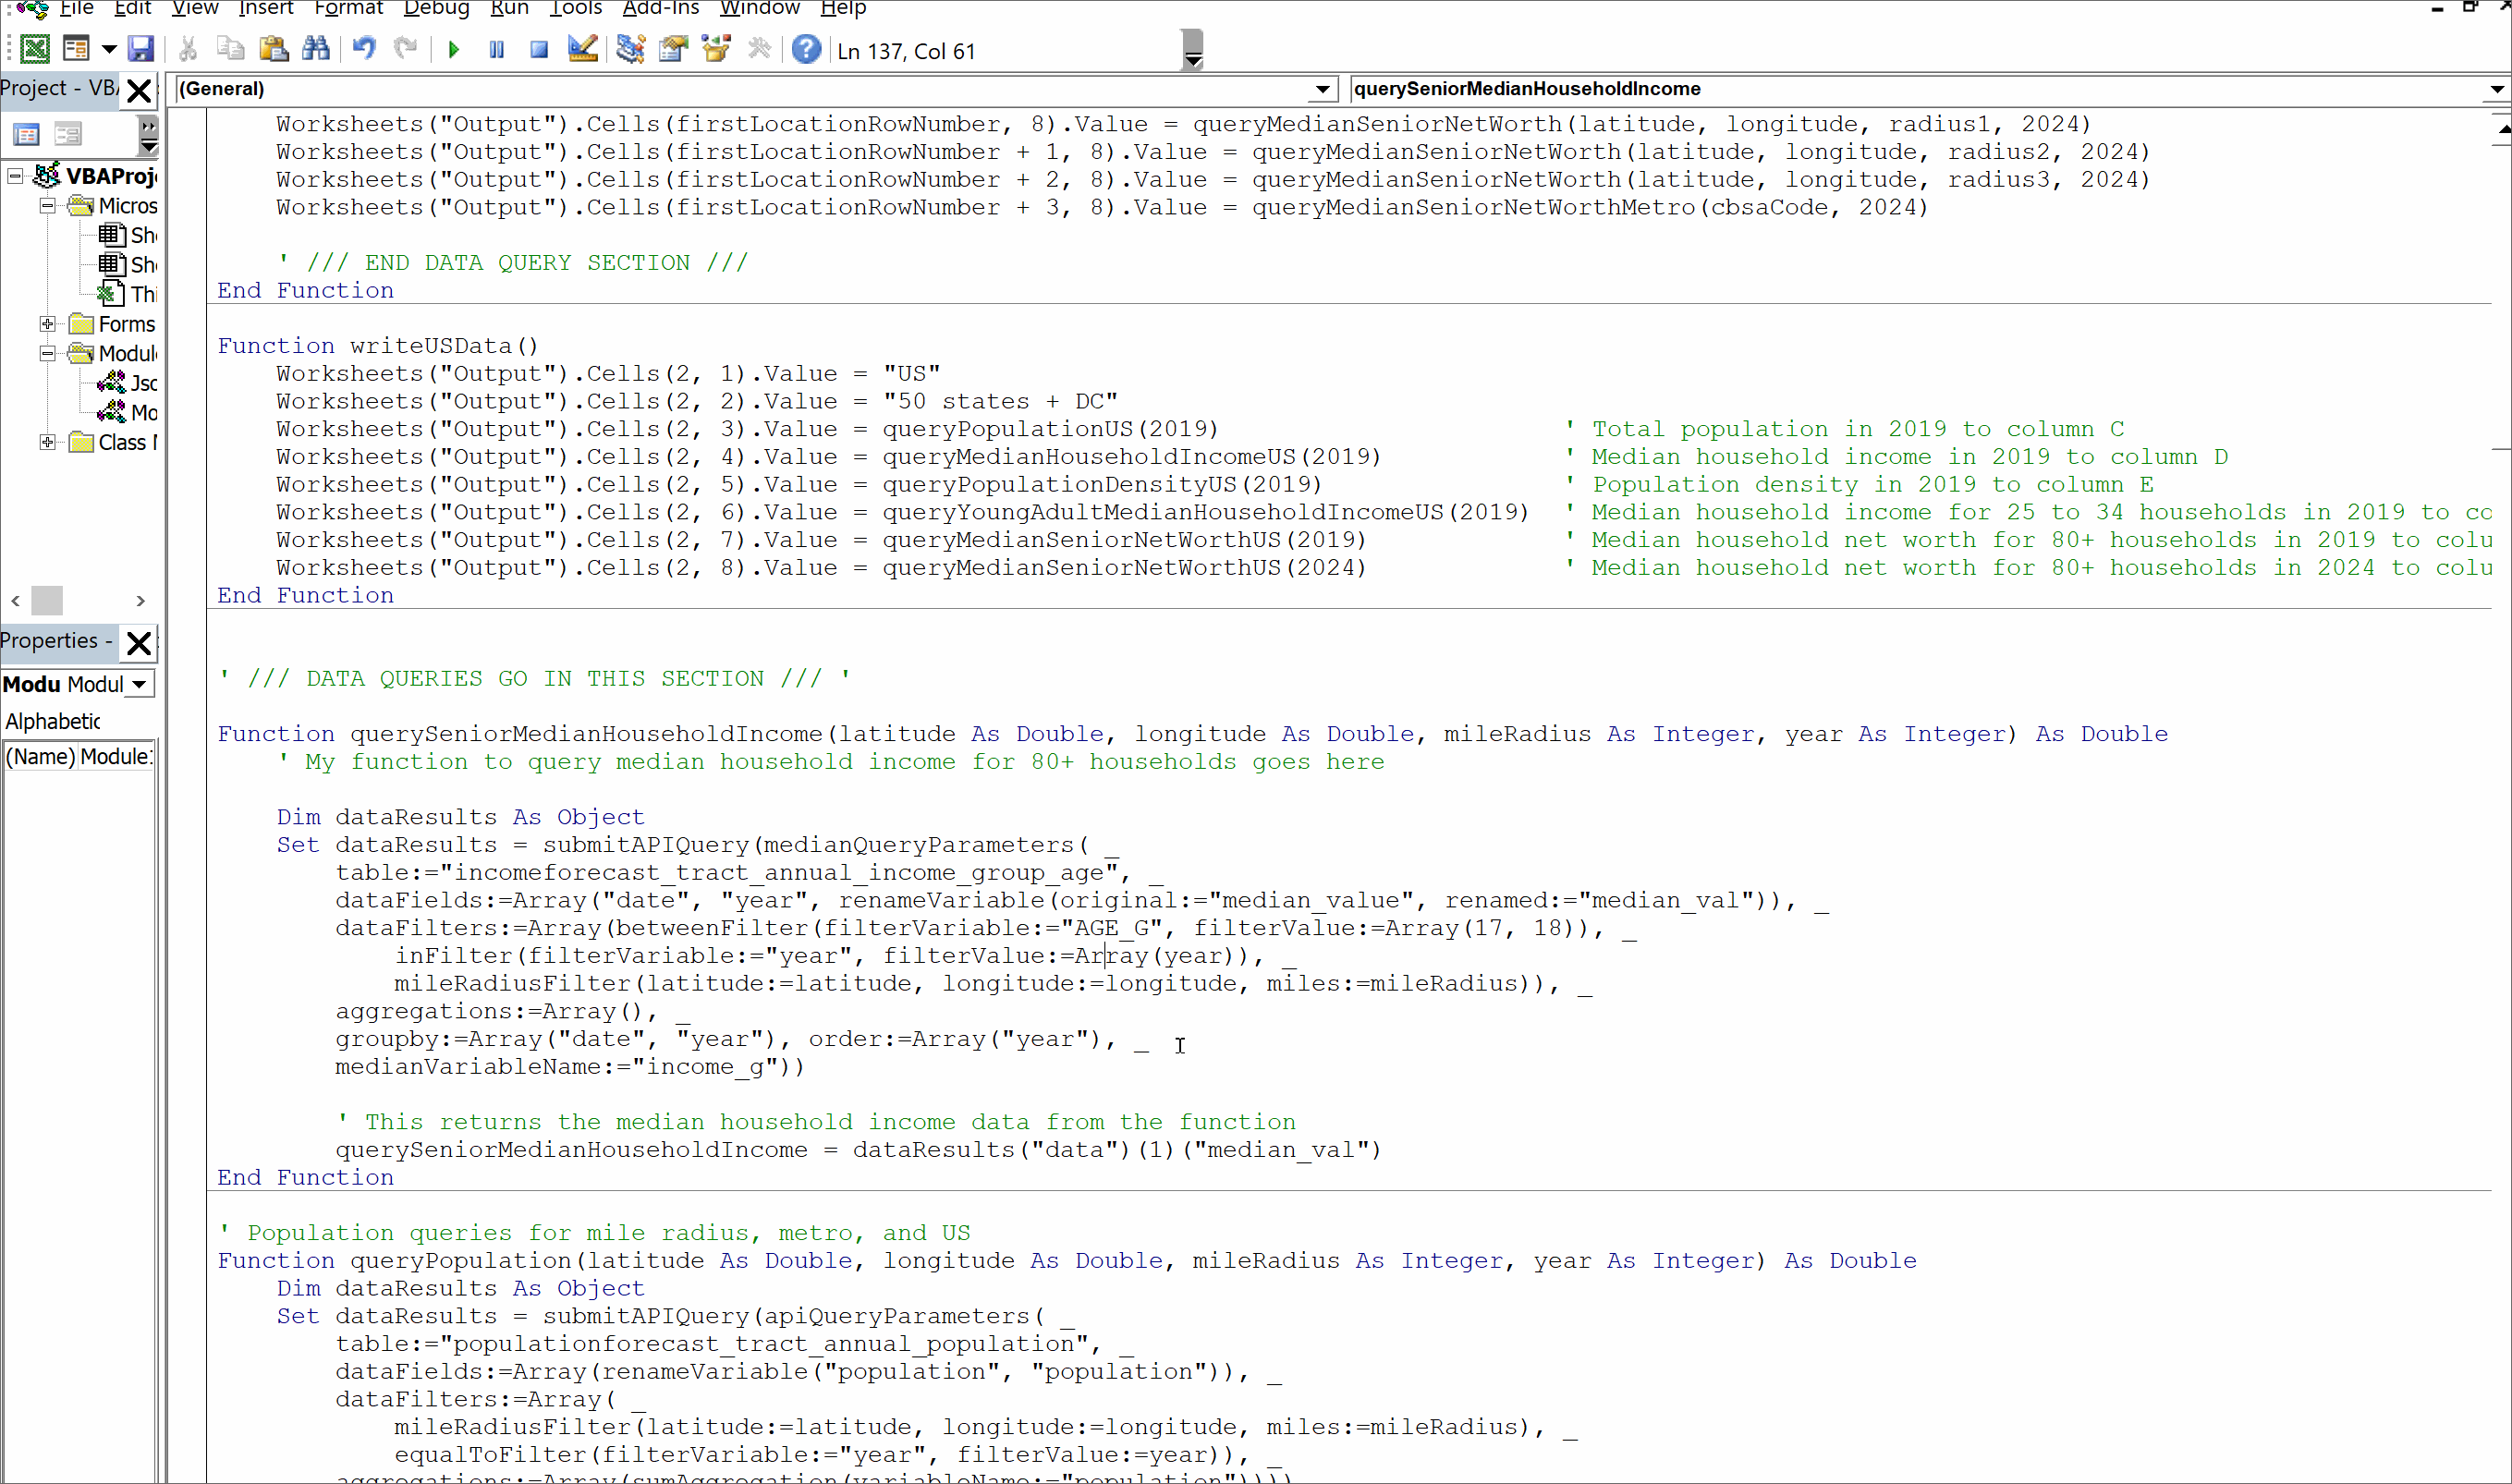 File Edit View Insert Format Debug Run Tools Add-Ins Window Help
Ln 137, Col 61
Project - VBA
(General)
querySeniorMedianHouseholdIncome
VBAProj
Micros
She
She
Thi
Forms
Modul
Jso
Mo
Class M
Properties -
Modu Modul
Alphabetic
(Name) Module1
Worksheets("Output").Cells(firstLocationRowNumber, 8).Value = queryMedianSeniorNetWorth(latitude, longitude, radius1, 2024)
Worksheets("Output").Cells(firstLocationRowNumber + 1, 8).Value = queryMedianSeniorNetWorth(latitude, longitude, radius2, 2024)
Worksheets("Output").Cells(firstLocationRowNumber + 2, 8).Value = queryMedianSeniorNetWorth(latitude, longitude, radius3, 2024)
Worksheets("Output").Cells(firstLocationRowNumber + 3, 8).Value = queryMedianSeniorNetWorthMetro(cbsaCode, 2024)
' /// END DATA QUERY SECTION ///
End Function
Function writeUSData()
Worksheets("Output").Cells(2, 1).Value = "US"
Worksheets("Output").Cells(2, 2).Value = "50 states + DC"
Worksheets("Output").Cells(2, 3).Value = queryPopulationUS(2019) ' Total population in 2019 to column C
Worksheets("Output").Cells(2, 4).Value = queryMedianHouseholdIncomeUS(2019) ' Median household income in 2019 to column D
Worksheets("Output").Cells(2, 5).Value = queryPopulationDensityUS(2019) ' Population density in 2019 to column E
Worksheets("Output").Cells(2, 6).Value = queryYoungAdultMedianHouseholdIncomeUS(2019) ' Median household income for 25 to 34 households in 2019 to co
Worksheets("Output").Cells(2, 7).Value = queryMedianSeniorNetWorthUS(2019) ' Median household net worth for 80+ households in 2019 to colu
Worksheets("Output").Cells(2, 8).Value = queryMedianSeniorNetWorthUS(2024) ' Median household net worth for 80+ households in 2024 to colu
End Function
' /// DATA QUERIES GO IN THIS SECTION /// '
Function querySeniorMedianHouseholdIncome(latitude As Double, longitude As Double, mileRadius As Integer, year As Integer) As Double
' My function to query median household income for 80+ households goes here
Dim dataResults As Object
Set dataResults = submitAPIQuery(medianQueryParameters( _
table:="incomeforecast_tract_annual_income_group_age", _
dataFields:=Array("date", "year", renameVariable(original:="median_value", renamed:="median_val")), _
dataFilters:=Array(betweenFilter(filterVariable:="AGE_G", filterValue:=Array(17, 18)), _
inFilter(filterVariable:="year", filterValue:=Array(year)), _
mileRadiusFilter(latitude:=latitude, longitude:=longitude, miles:=mileRadius)), _
aggregations:=Array(), _
groupby:=Array("date", "year"), order:=Array("year"), _
medianVariableName:="income_g"))
' This returns the median household income data from the function
querySeniorMedianHouseholdIncome = dataResults("data")(1)("median_val")
End Function
' Population queries for mile radius, metro, and US
Function queryPopulation(latitude As Double, longitude As Double, mileRadius As Integer, year As Integer) As Double
Dim dataResults As Object
Set dataResults = submitAPIQuery(apiQueryParameters( _
table:="populationforecast_tract_annual_population", _
dataFields:=Array(renameVariable("population", "population")), _
dataFilters:=Array( _
mileRadiusFilter(latitude:=latitude, longitude:=longitude, miles:=mileRadius), _
equalToFilter(filterVariable:="year", filterValue:=year)), _
aggregations:=Array(sumAggregation(variableName:="population"))))